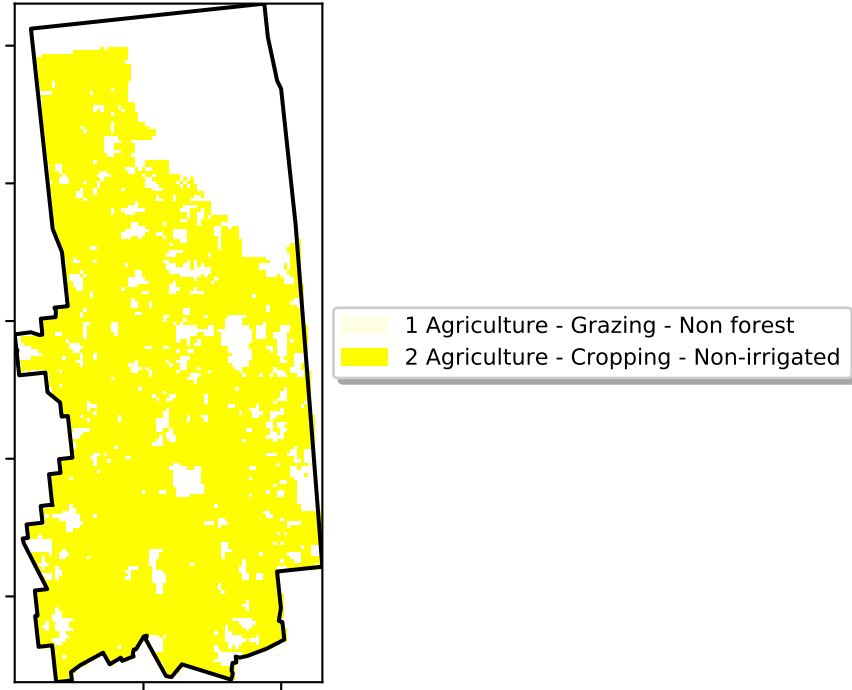 1 Agriculture - Grazing - Non forest
2 Agriculture - Cropping - Non-irrigated